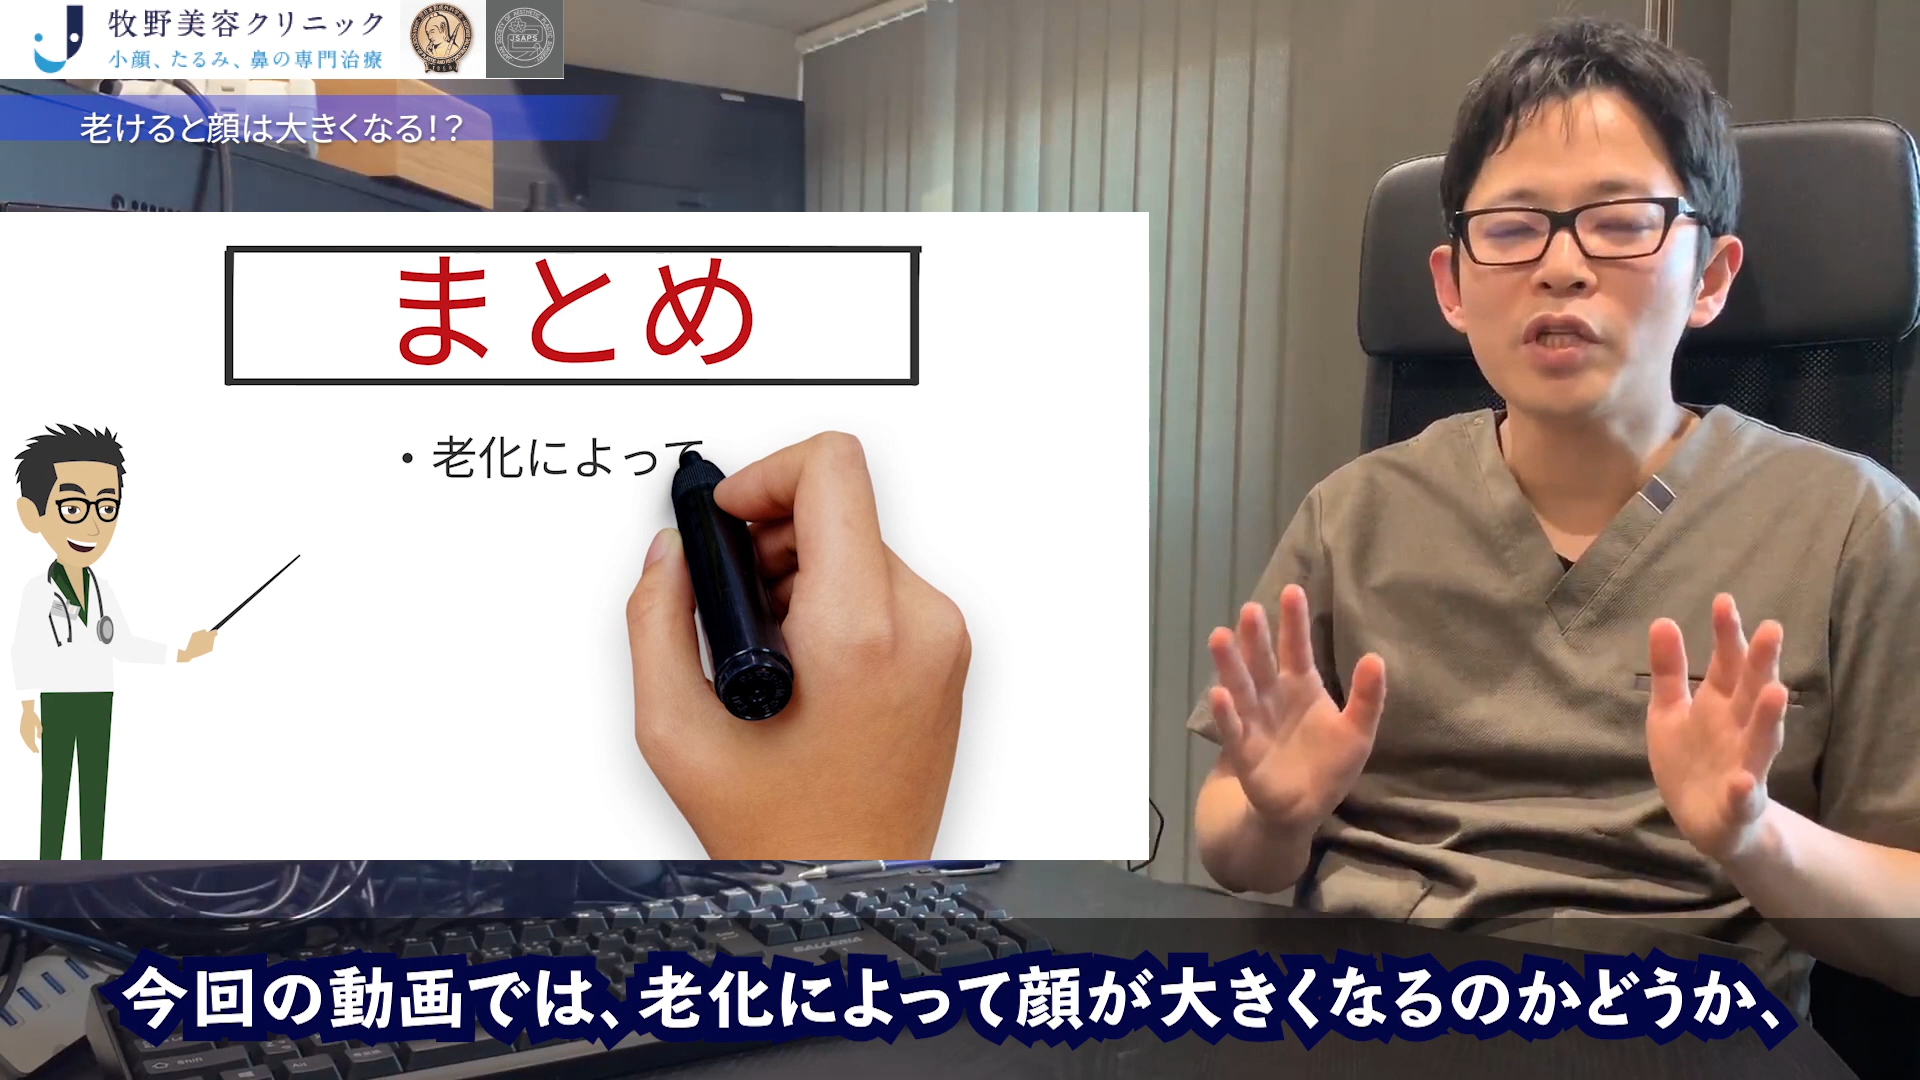 牧野美容クリニック
小顔、たるみ、鼻の専門治療
JSAPS
老けると顔は大きくなる！？
まとめ
・老化によって
GALLERIA
今回の動画では、老化によって顔が大きくなるのかどうか、